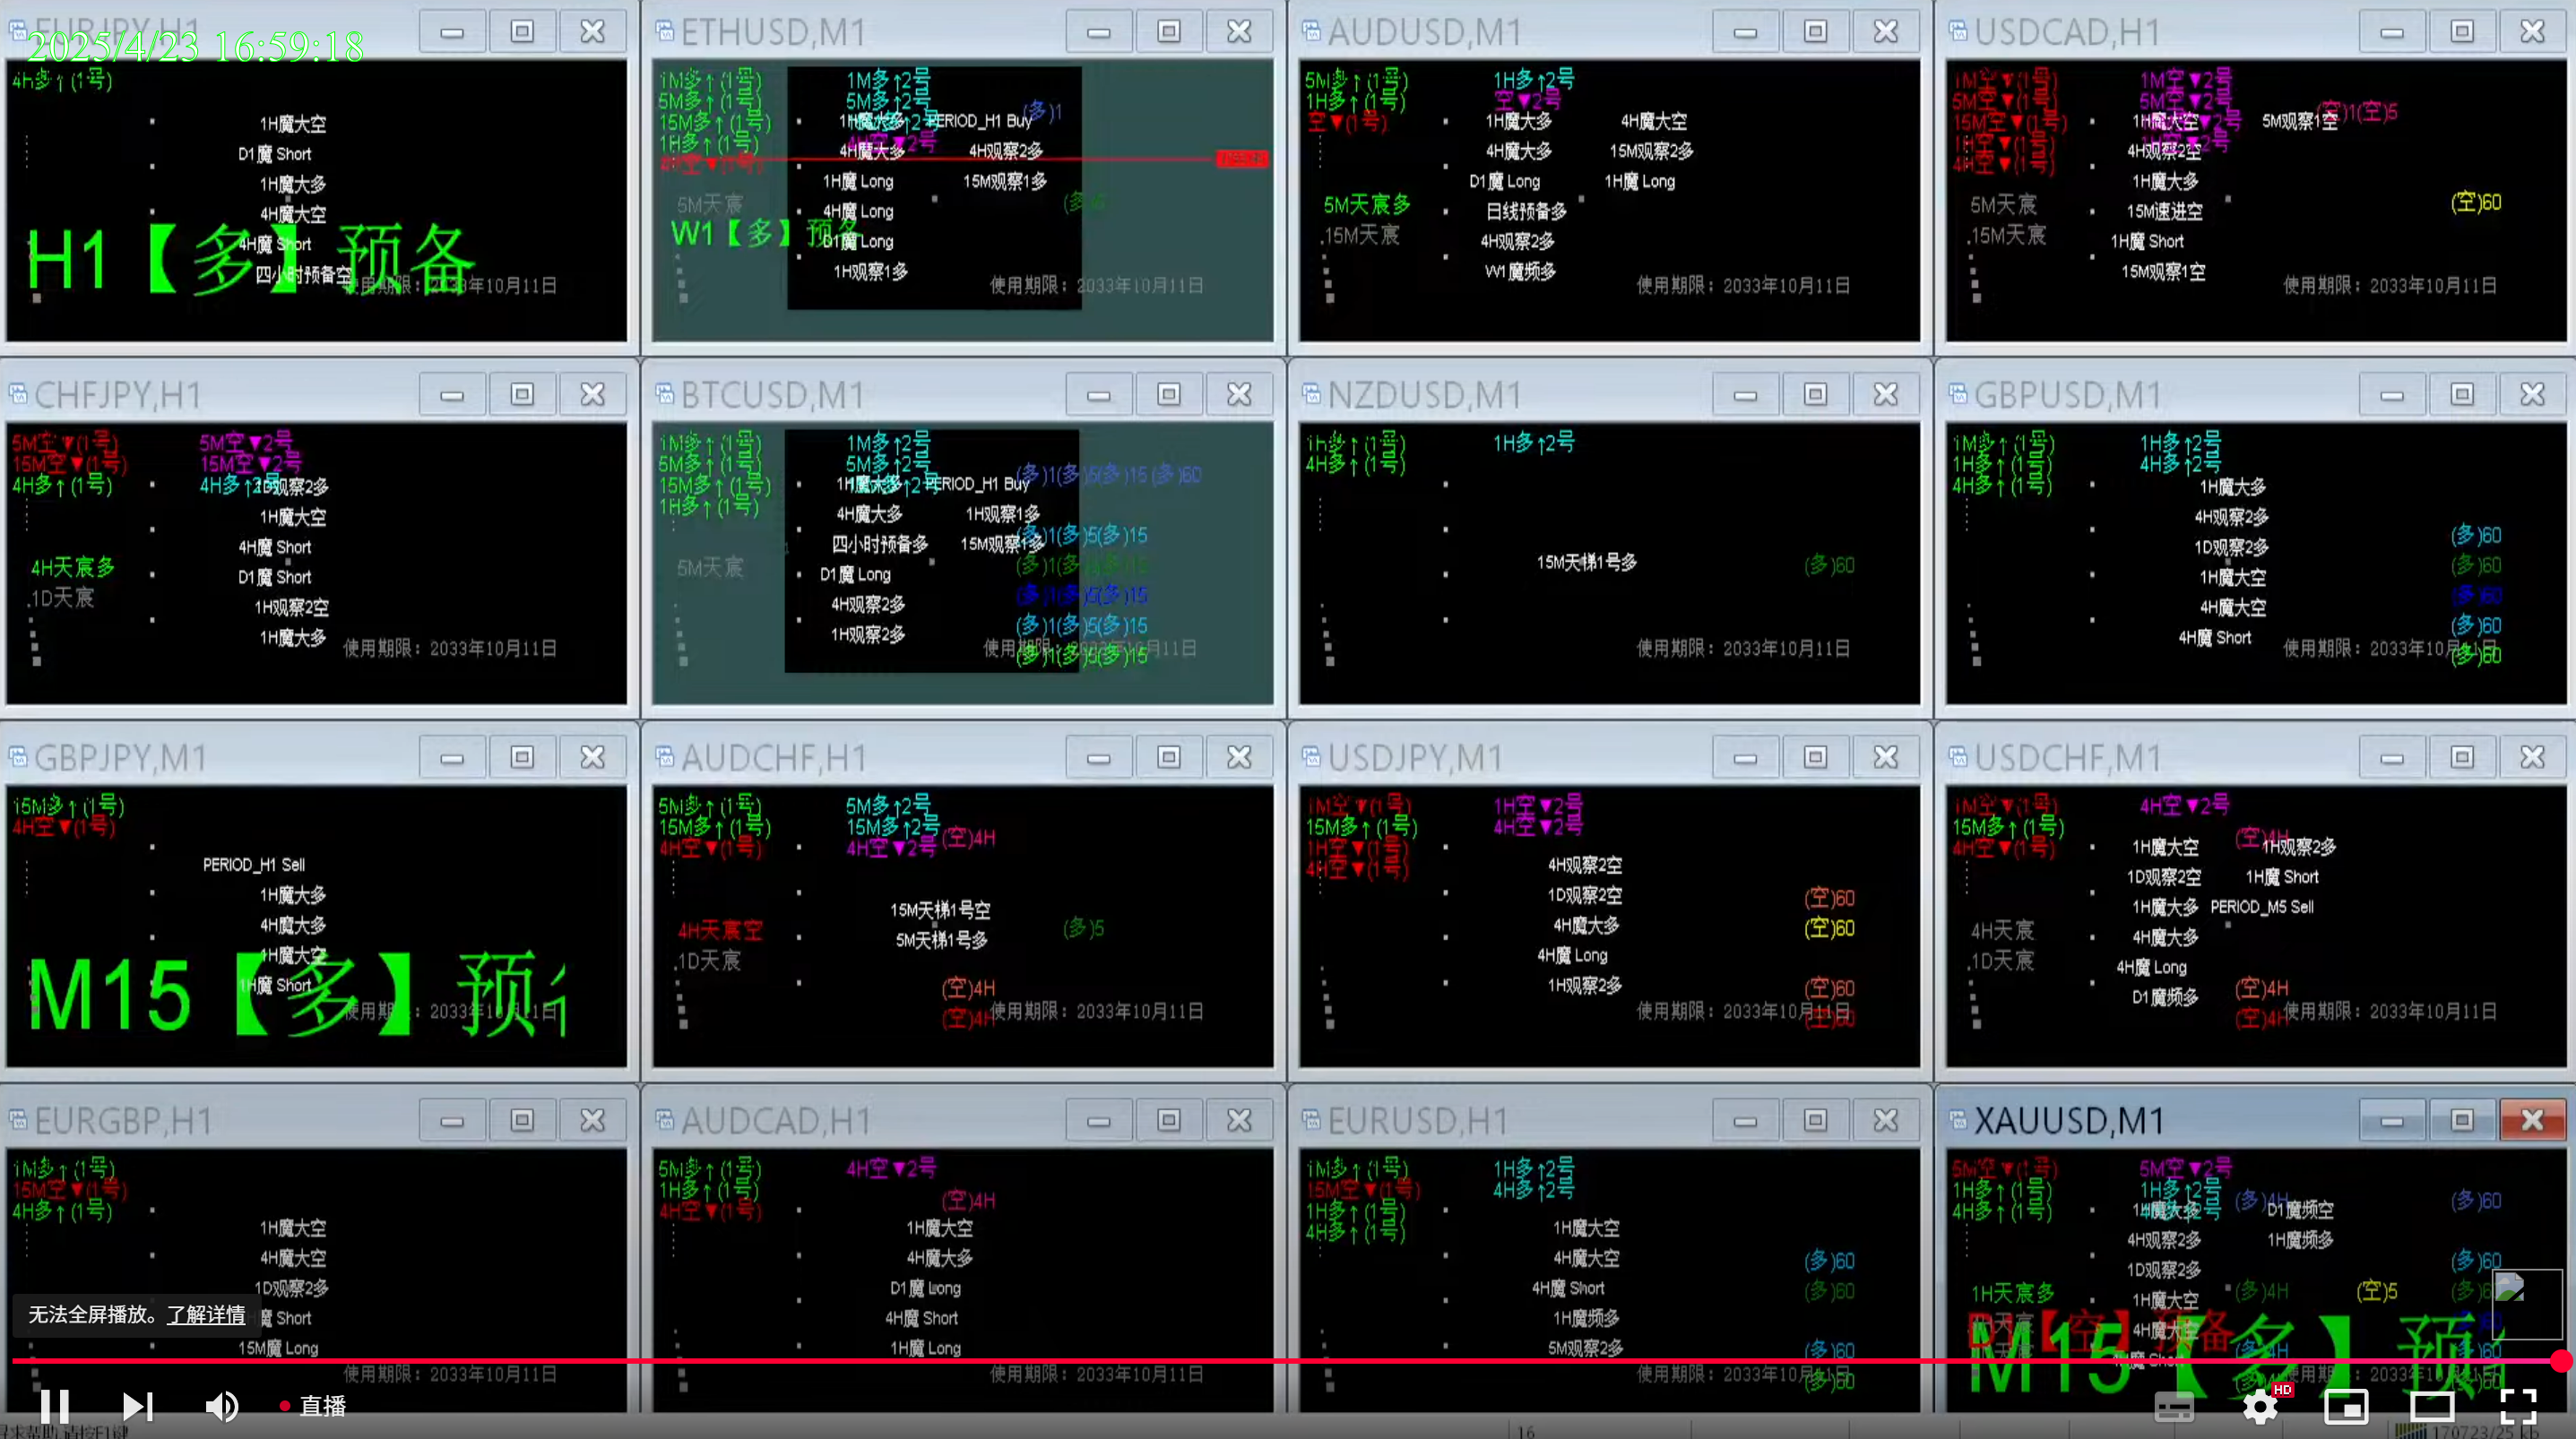 EURJPY,H1
2025/4/23 16:59:18
4H多↑(1号)
1H魔大空
D1魔 Short
1H魔大多
4H魔大空
4H魔 Short
四小时预备空
H1【多】预备
使用期限：2033年10月11日
ETHUSD,M1
1M多↑(1号)
5M多↑(1号)
15M多↑(1号)
1H多↑(1号)
4H空▼(1号)
1M多↑2号
5M多↑2号
4H空▼2号
(多)1
1H魔大多
PERIOD_H1 Buy
4H魔大多
4H观察2多
1H魔 Long
15M观察1多
4H魔 Long
D1魔 Long
1H观察1多
5M天宸
W1【多】预备
使用期限：2033年10月11日
AUDUSD,M1
5M多↑(1号)
1H多↑(1号)
空▼(1号)
1H多↑2号
空▼2号
1H魔大多
4H魔大空
4H魔大多
15M观察2多
D1魔 Long
1H魔 Long
日线预备多
4H观察2多
W1魔频多
5M天宸多
15M天宸
使用期限：2033年10月11日
USDCAD,H1
1M空▼(1号)
5M空▼(1号)
15M空▼(1号)
1H空▼(1号)
4H空▼(1号)
1M空▼2号
5M空▼2号
(空)1(空)5
1H魔大空
5M观察1空
4H观察2空
1H魔大多
15M速进空
1H魔 Short
15M观察1空
(空)60
5M天宸
15M天宸
使用期限：2033年10月11日
CHFJPY,H1
5M空▼(1号)
15M空▼(1号)
4H多↑(1号)
5M空▼2号
15M空▼2号
4H多↑2号
1D观察2多
1H魔大空
4H魔 Short
D1魔 Short
1H观察2空
1H魔大多
4H天宸多
1D天宸
使用期限：2033年10月11日
BTCUSD,M1
1M多↑(1号)
5M多↑(1号)
15M多↑(1号)
1H多↑(1号)
1M多↑2号
5M多↑2号
(多)1(多)5(多)15 (多)60
1H魔大多
PERIOD_H1 Buy
4H魔大多
1H观察1多
四小时预备多
15M观察1多
D1魔 Long
4H观察2多
1H观察2多
(多)1(多)5(多)15
(多)1(多)5(多)15
(多)1(多)5(多)15
(多)1(多)5(多)15
(多)1(多)5(多)15
5M天宸
NZDUSD,M1
1H多↑(1号)
4H多↑(1号)
1H多↑2号
15M天梯1号多
(多)60
使用期限：2033年10月11日
GBPUSD,M1
1M多↑(1号)
1H多↑(1号)
4H多↑(1号)
1H多↑2号
4H多↑2号
1H魔大多
4H观察2多
1D观察2多
1H魔大空
4H魔大空
4H魔 Short
(多)60
(多)60
(多)60
(多)60
(多)60
使用期限：2033年10月11日
GBPJPY,M1
15M多↑(1号)
4H空▼(1号)
PERIOD_H1 Sell
1H魔大多
4H魔大多
1H魔大空
1H魔 Short
M15【多】预
使用期限：2033年10月11日
AUDCHF,H1
5M多↑(1号)
15M多↑(1号)
4H空▼(1号)
5M多↑2号
15M多↑2号
4H空▼2号
(空)4H
15M天梯1号空
5M天梯1号多
(多)5
4H天宸空
1D天宸
(空)4H
(空)4H
使用期限：2033年10月11日
USDJPY,M1
1M空▼(1号)
15M多↑(1号)
1H空▼(1号)
4H空▼(1号)
1H空▼2号
4H空▼2号
4H观察2空
1D观察2空
4H魔大多
4H魔 Long
1H观察2多
(空)60
(空)60
(空)60
(空)60
使用期限：2033年10月11日
USDCHF,M1
1M空▼(1号)
15M多↑(1号)
4H空▼(1号)
4H空▼2号
(空)4H
1H魔大空
1H观察2多
1D观察2空
1H魔 Short
1H魔大多
PERIOD_M5 Sell
4H魔大多
4H魔 Long
D1魔频多
4H天宸
1D天宸
(空)4H
(空)4H
使用期限：2033年10月11日
EURGBP,H1
1M多↑(1号)
15M空▼(1号)
4H多↑(1号)
1H魔大空
4H魔大空
1D观察2多
魔 Short
15M魔 Long
使用期限：2033年10月11日
AUDCAD,H1
5M多↑(1号)
1H多↑(1号)
4H空▼(1号)
4H空▼2号
(空)4H
1H魔大空
4H魔大多
D1魔 Long
4H魔 Short
1H魔 Long
使用期限：2033年10月11日
EURUSD,H1
1M多↑(1号)
15M空▼(1号)
1H多↑(1号)
4H多↑(1号)
1H多↑2号
4H多↑2号
1H魔大空
4H魔大空
4H魔 Short
1H魔频多
5M观察2多
(多)60
(多)60
(多)60
(多)60
使用期限：2033年10月11日
XAUUSD,M1
5M空▼(1号)
1H多↑(1号)
4H多↑(1号)
5M空▼2号
1H多↑2号
(多)4H
(多)60
D1魔频空
4H观察2多
1H魔频多
1D观察2多
(多)60
1H魔大空
(多)4H
(空)5
4H魔大空
1H天宸多
M15【多】预
使用期限：2033年10月11日
无法全屏播放。了解详情
直播
HD
16
170723/25 kb